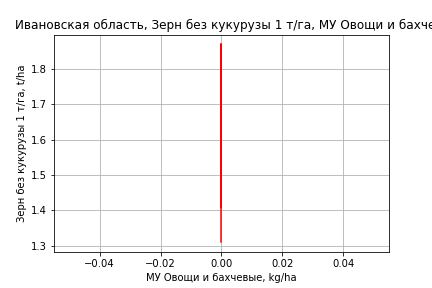 Ивановская область, Зерн без кукурузы 1 т/га, МУ Овощи и бахче
1.8
1.7
1.6
1.5
1.4
1.3
Зерн без кукурузы 1 т/га, t/ha
−0.04 −0.02 0.00 0.02 0.04
МУ Овощи и бахчевые, kg/ha